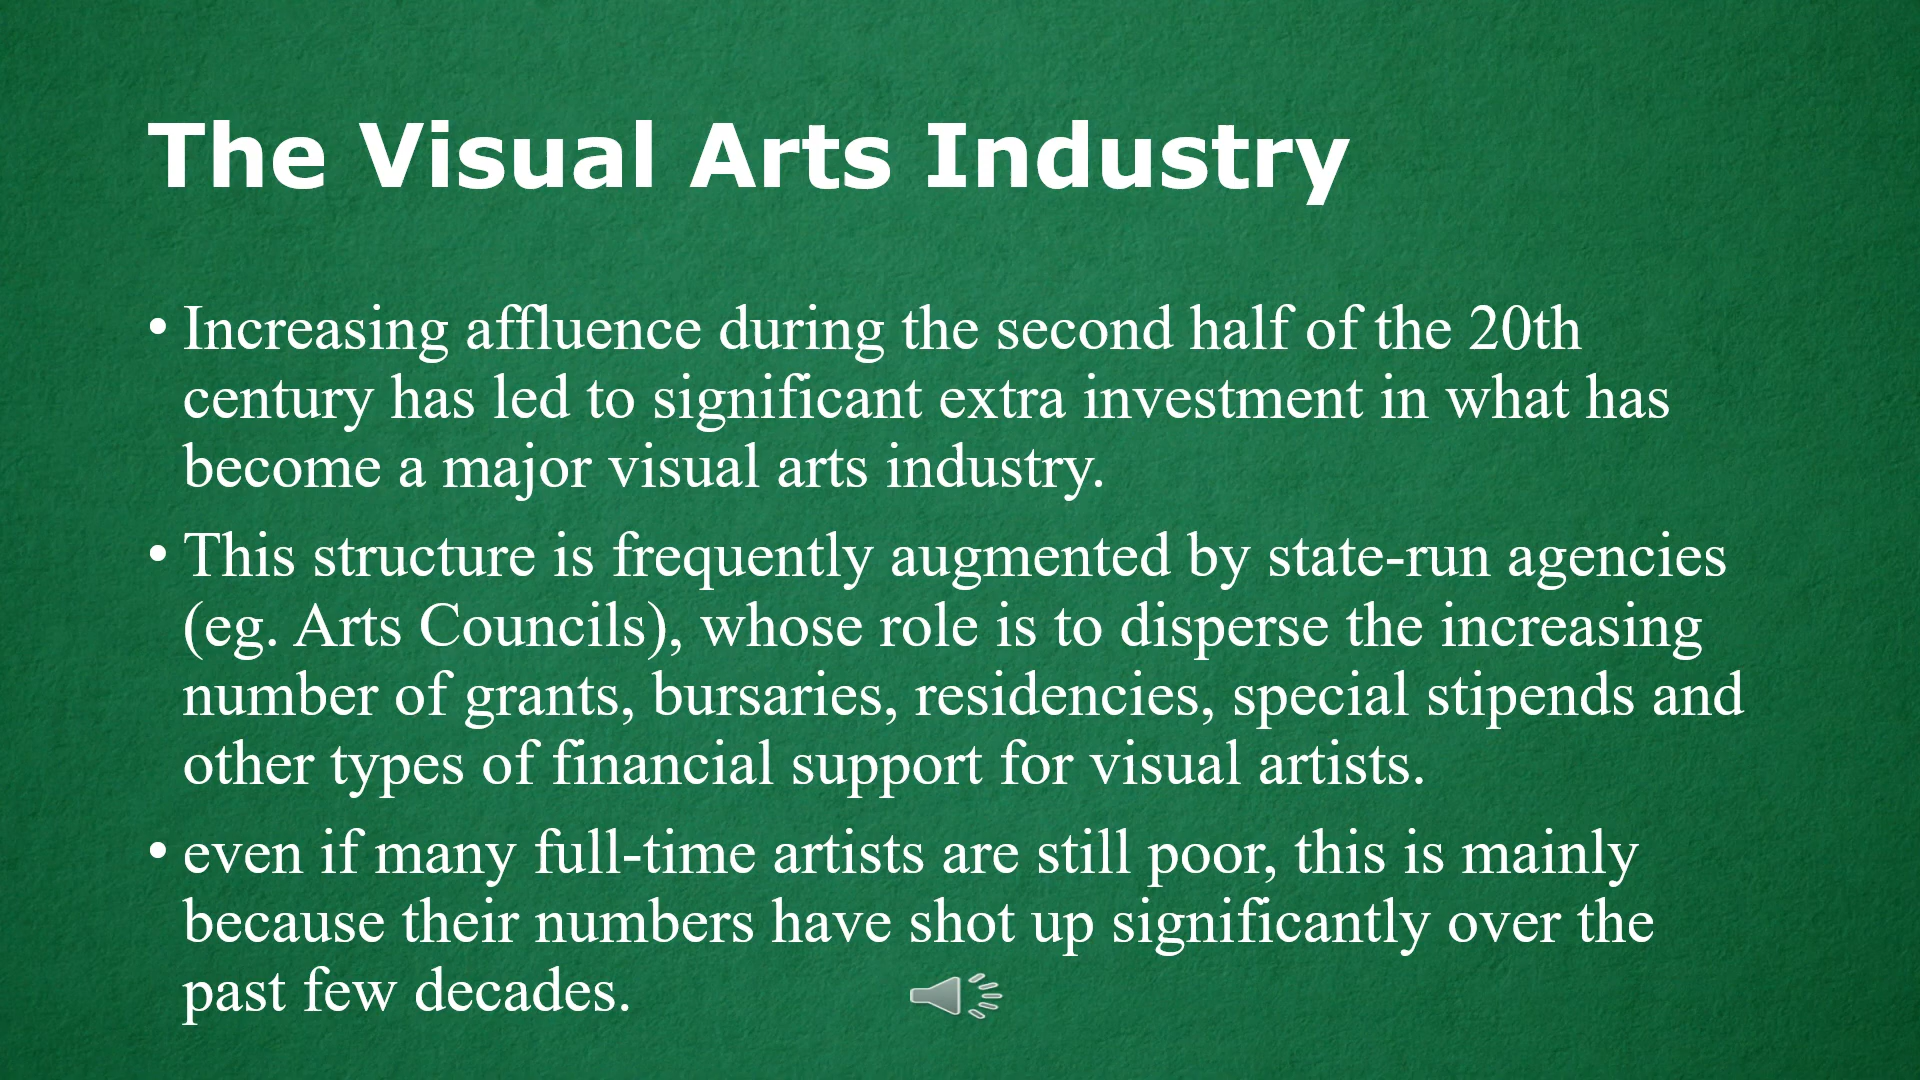 The Visual Arts Industry
• Increasing affluence during the second half of the 20th
century has led to significant extra investment in what has
become a major visual arts industry.
• This structure is frequently augmented by state-run agencies
(eg. Arts Councils), whose role is to disperse the increasing
number of grants, bursaries, residencies, special stipends and
other types of financial support for visual artists.
• even if many full-time artists are still poor, this is mainly
because their numbers have shot up significantly over the
past few decades.